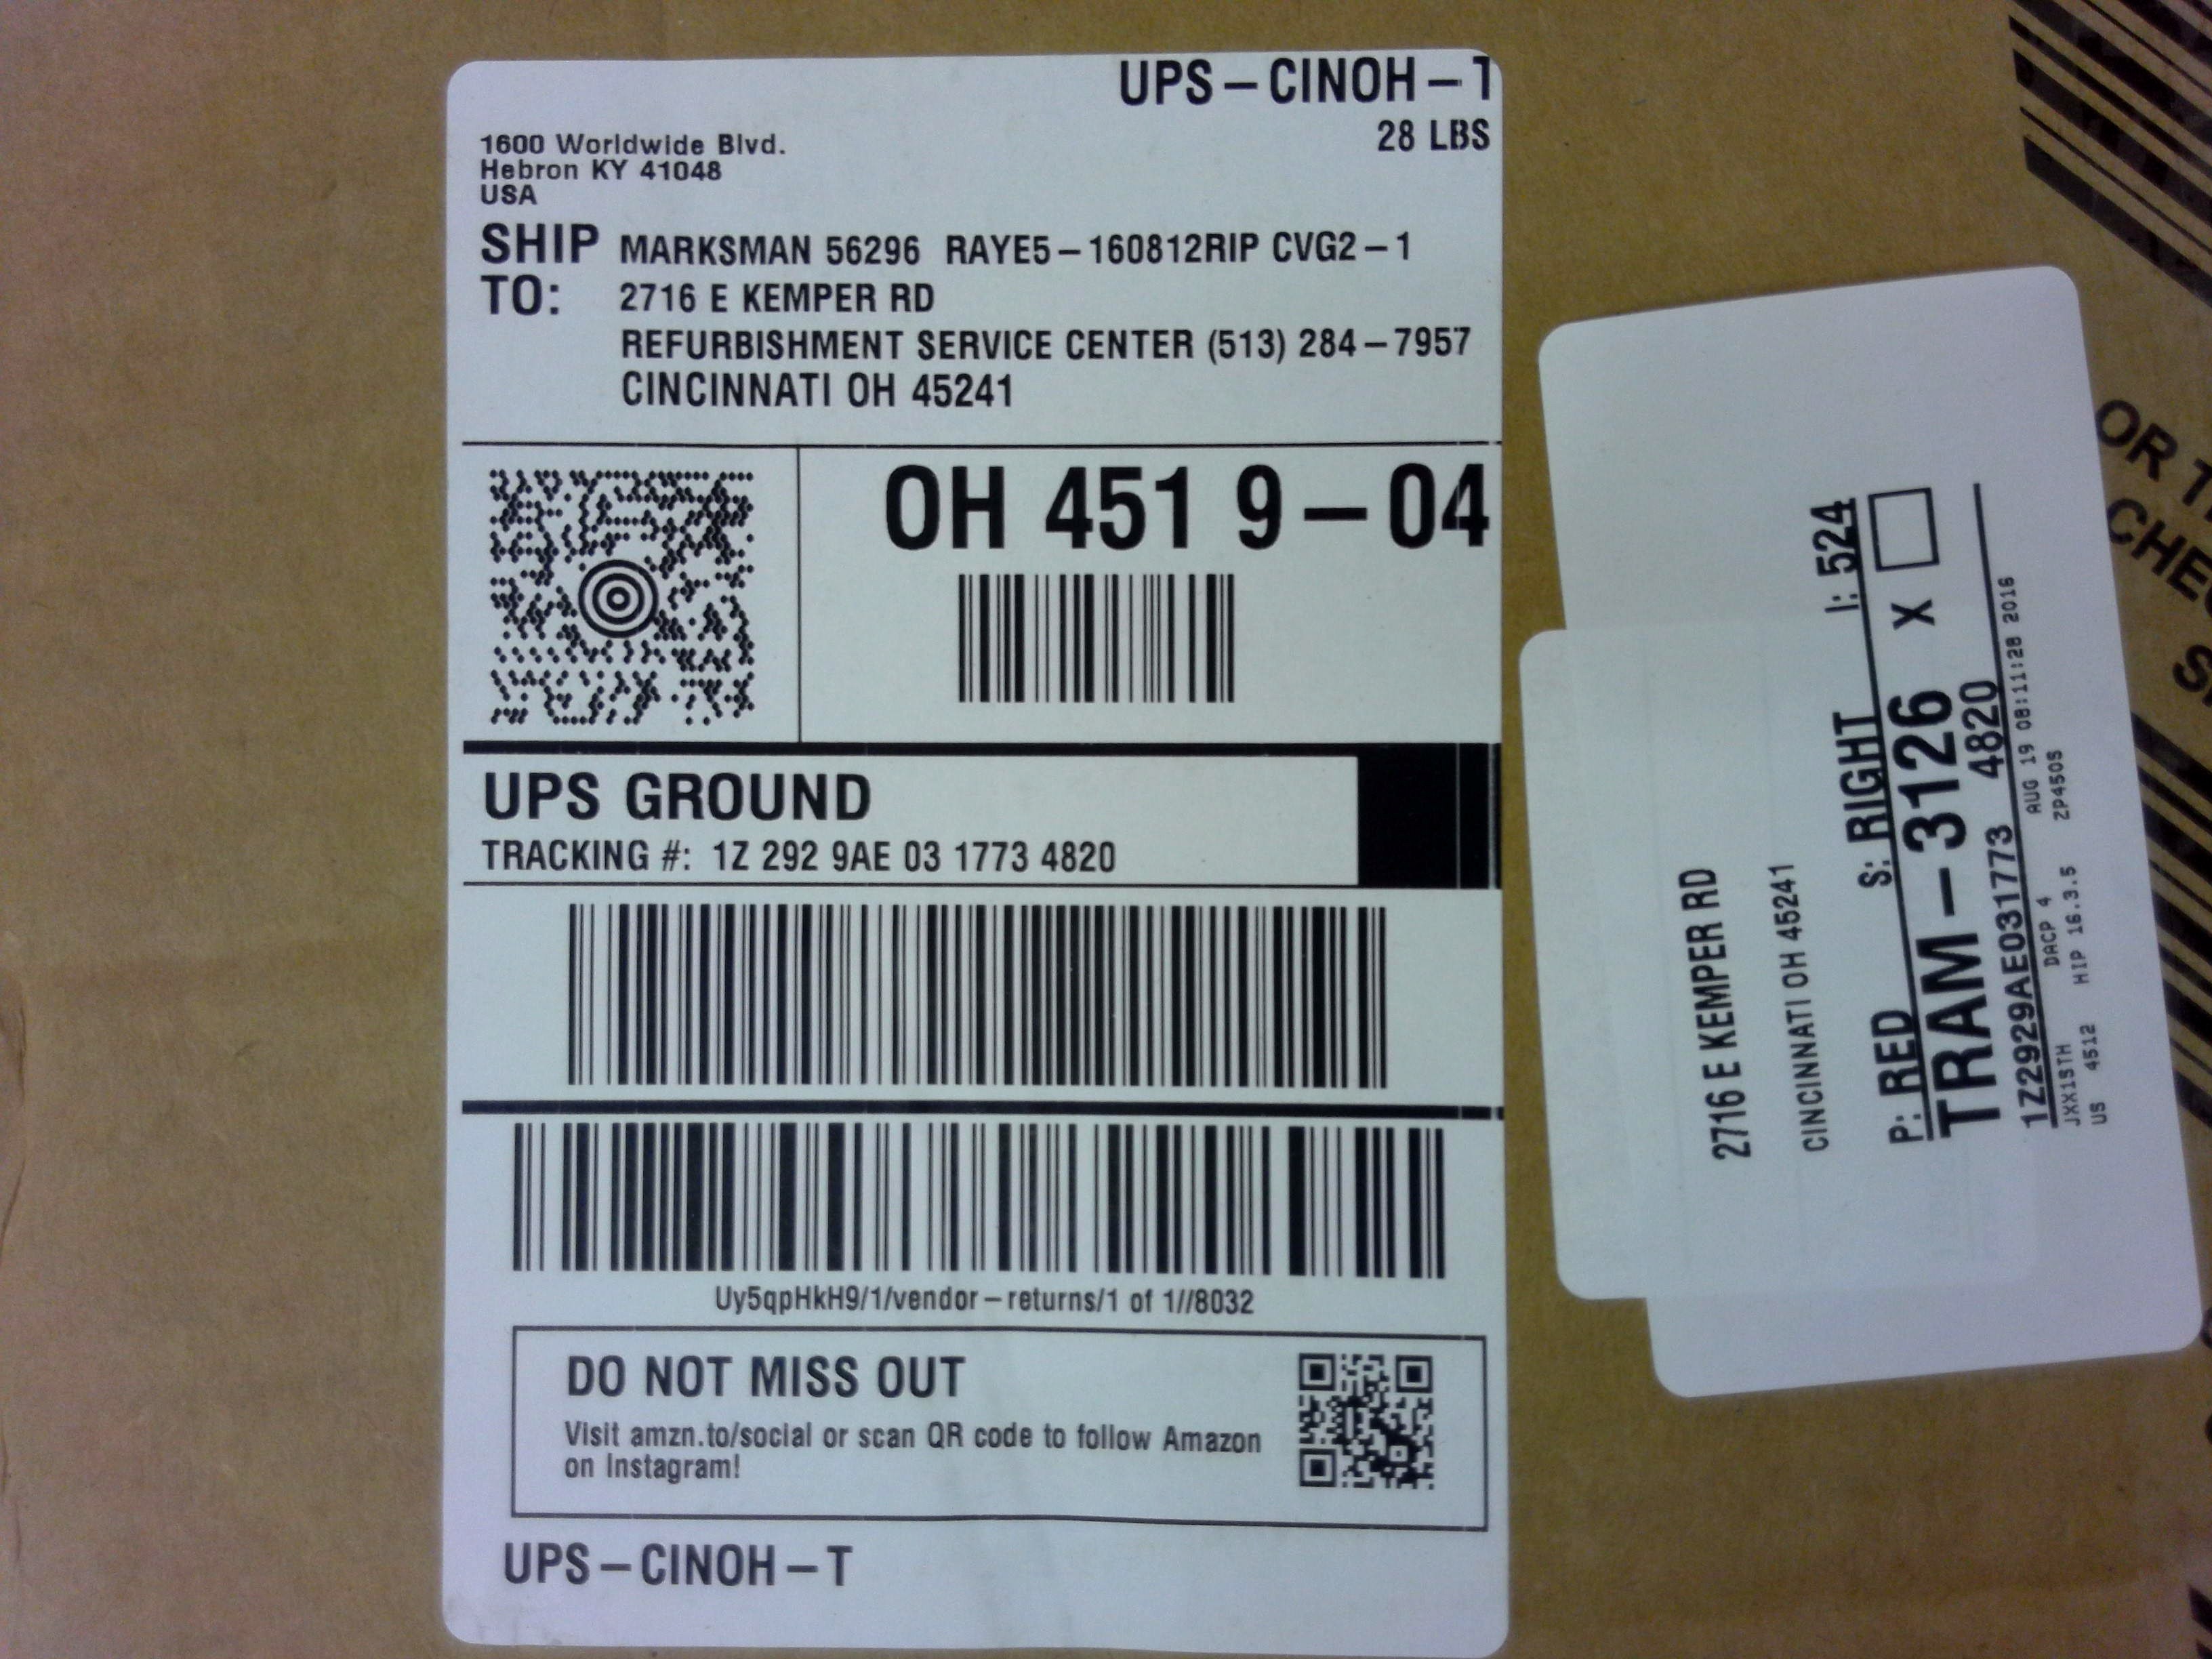 UPS – CINOH – T
28 LBS
1600 Worldwide Blvd.
Hebron KY 41048
USA
SHIP TO: MARKSMAN 56296 RAYE5 – 160812RIP CVG2 – 1
2716 E KEMPER RD
REFURBISHMENT SERVICE CENTER (513) 284 – 7957
CINCINNATI OH 45241
OH 451 9 – 04
UPS GROUND
TRACKING #: 1Z 292 9AE 03 1773 4820
Uy5qpHkH9/1/vendor – returns/1 of 1//8032
DO NOT MISS OUT
Visit amzn.to/social or scan QR code to follow Amazon
on Instagram!
UPS – CINOH – T
2716 E KEMPER RD
CINCINNATI OH 45241
P: RED S: RIGHT I: 524
TRAM – 3126 X
1Z2929AE031773 4820
JXX15TH DACP 4 AUG 19 08:11:28 2016
US 4512 HIP 16.3.5 ZP450S
OR
CHE